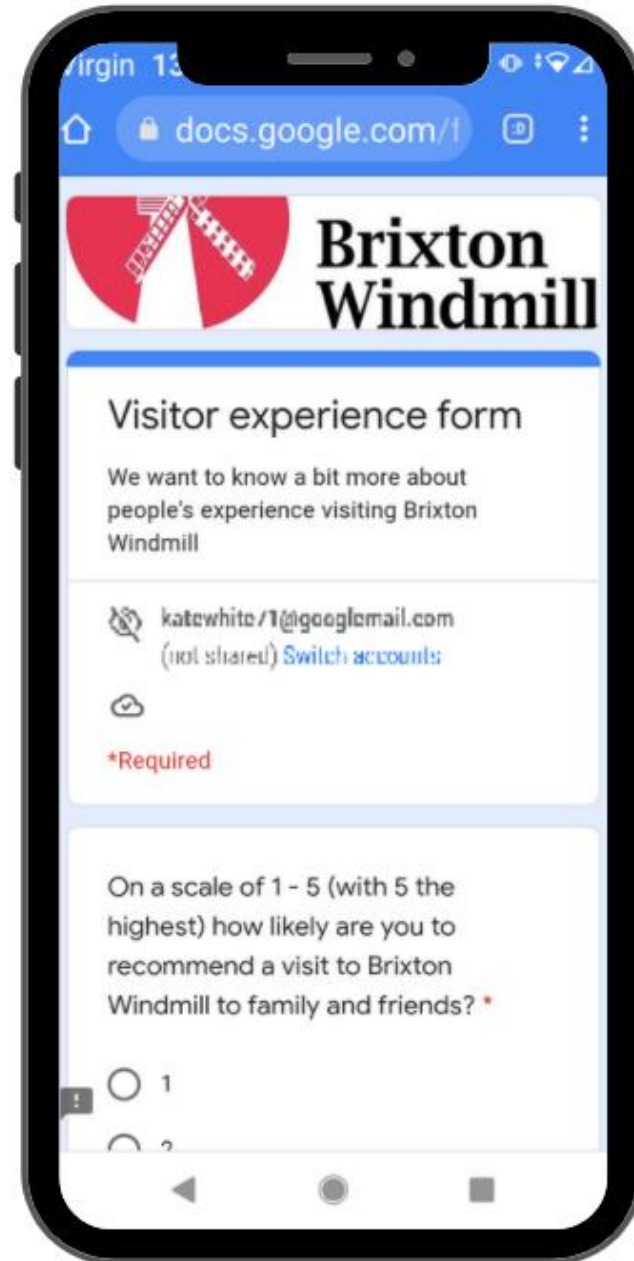 Virgin 13
docs.google.com/f
:D
Brixton
Windmill
Visitor experience form
We want to know a bit more about
people's experience visiting Brixton
Windmill
katewhite71@googlemail.com
(not shared) Switch accounts
*Required
On a scale of 1 - 5 (with 5 the
highest) how likely are you to
recommend a visit to Brixton
Windmill to family and friends? *
1
2